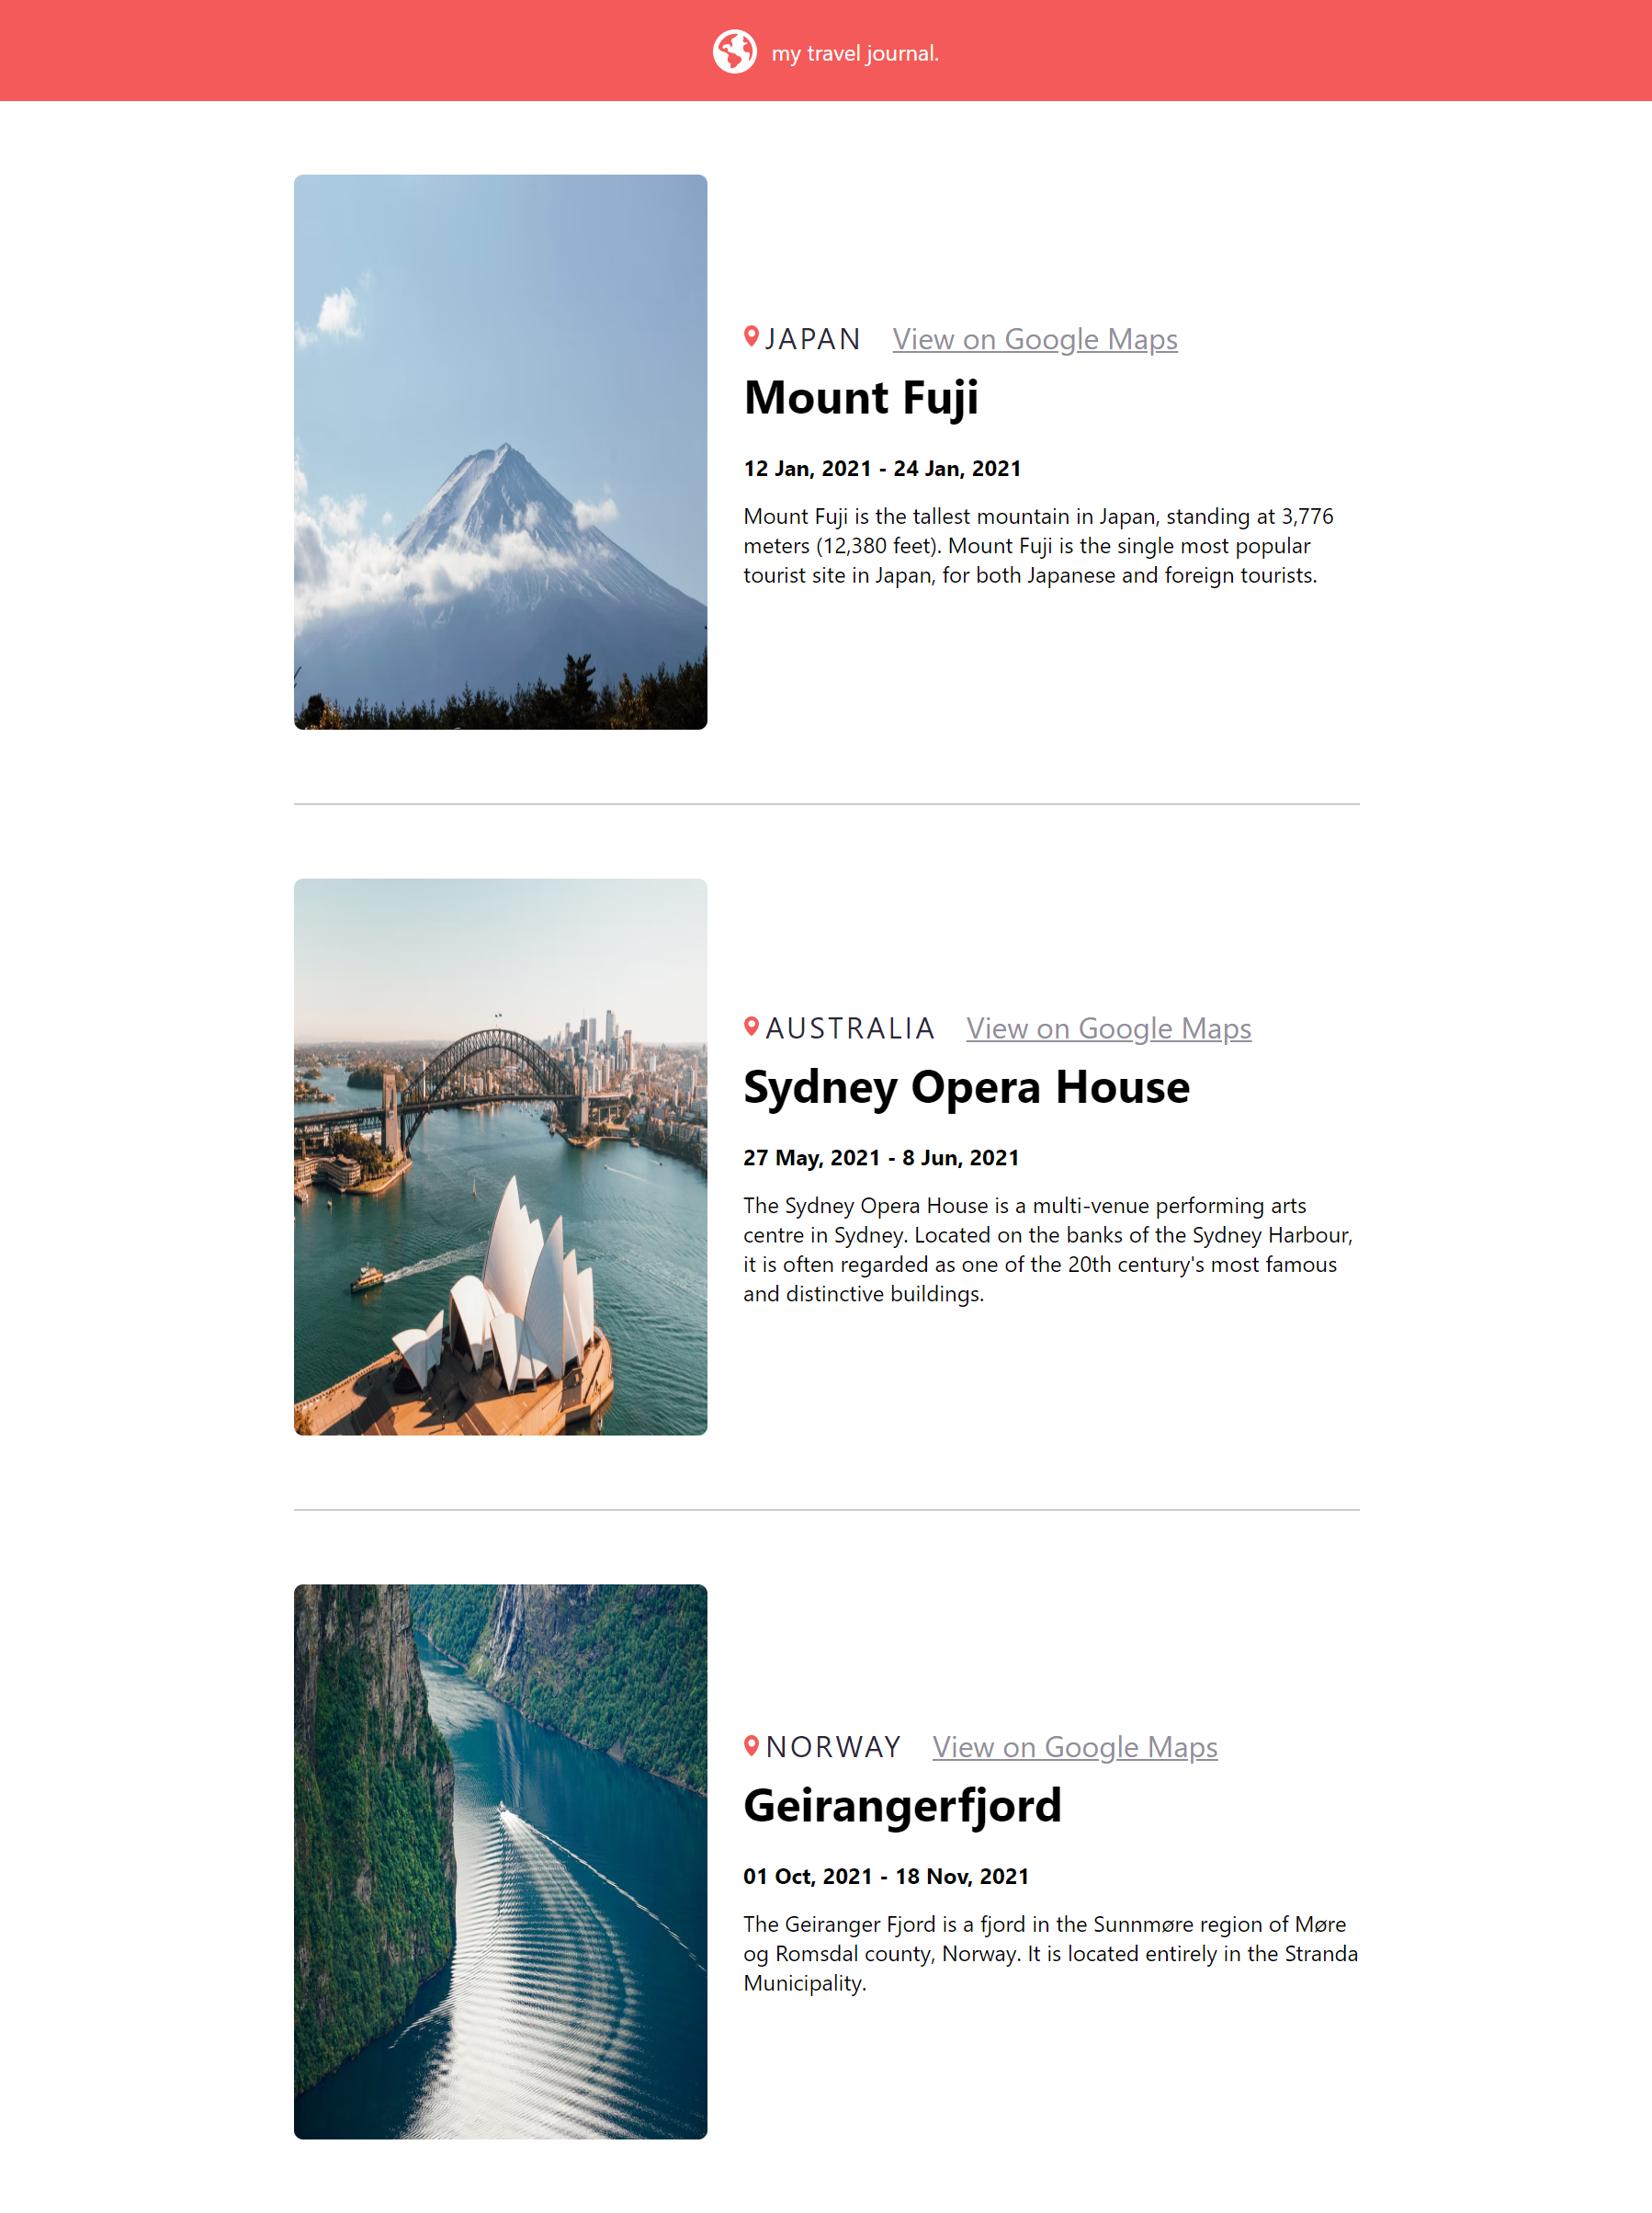 my travel journal.
JAPAN View on Google Maps
Mount Fuji
12 Jan, 2021 - 24 Jan, 2021
Mount Fuji is the tallest mountain in Japan, standing at 3,776
meters (12,380 feet). Mount Fuji is the single most popular
tourist site in Japan, for both Japanese and foreign tourists.
AUSTRALIA View on Google Maps
Sydney Opera House
27 May, 2021 - 8 Jun, 2021
The Sydney Opera House is a multi-venue performing arts
centre in Sydney. Located on the banks of the Sydney Harbour,
it is often regarded as one of the 20th century's most famous
and distinctive buildings.
NORWAY View on Google Maps
Geirangerfjord
01 Oct, 2021 - 18 Nov, 2021
The Geiranger Fjord is a fjord in the Sunnmøre region of Møre
og Romsdal county, Norway. It is located entirely in the Stranda
Municipality.